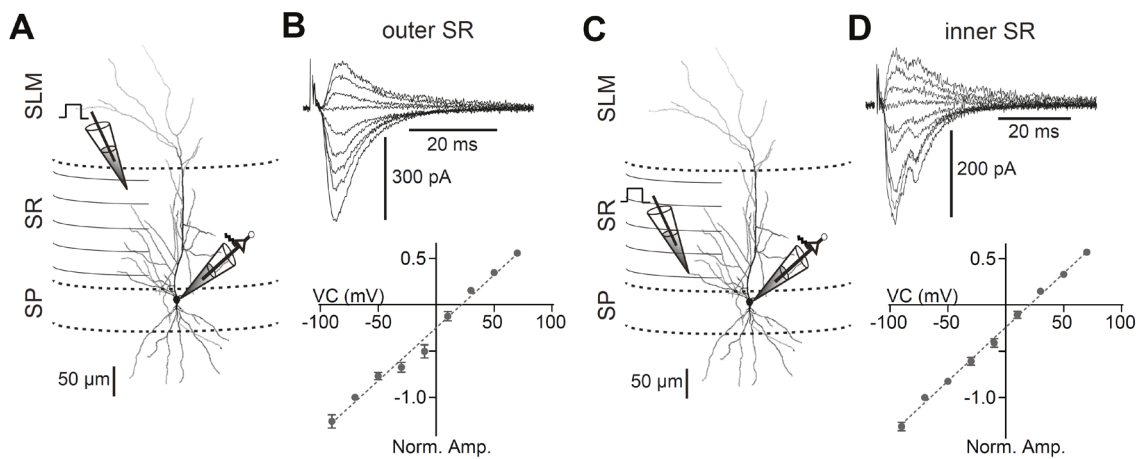 A
B
outer SR
C
D
inner SR
SLM
SR
SP
50 µm
20 ms
300 pA
0.5
VC (mV)
-100
-50
50
100
-1.0
Norm. Amp.
SLM
SR
SP
50 µm
20 ms
200 pA
0.5
VC (mV)
-100
-50
50
100
-1.0
Norm. Amp.